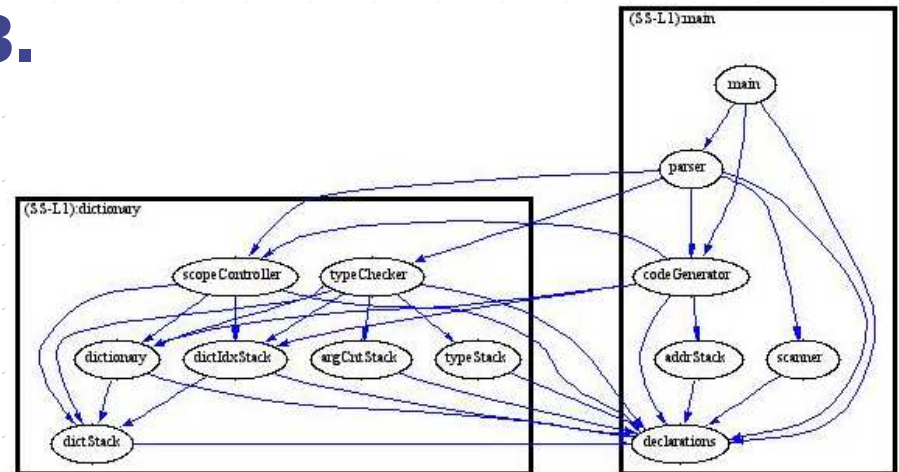 3.
(SS-L1):main
main
parser
(SS-L1):dictionary
scopeController typeChecker codeGenerator
dictionary dictIdxStack argCntStack typeStack addrStack scanner
dictStack declarations